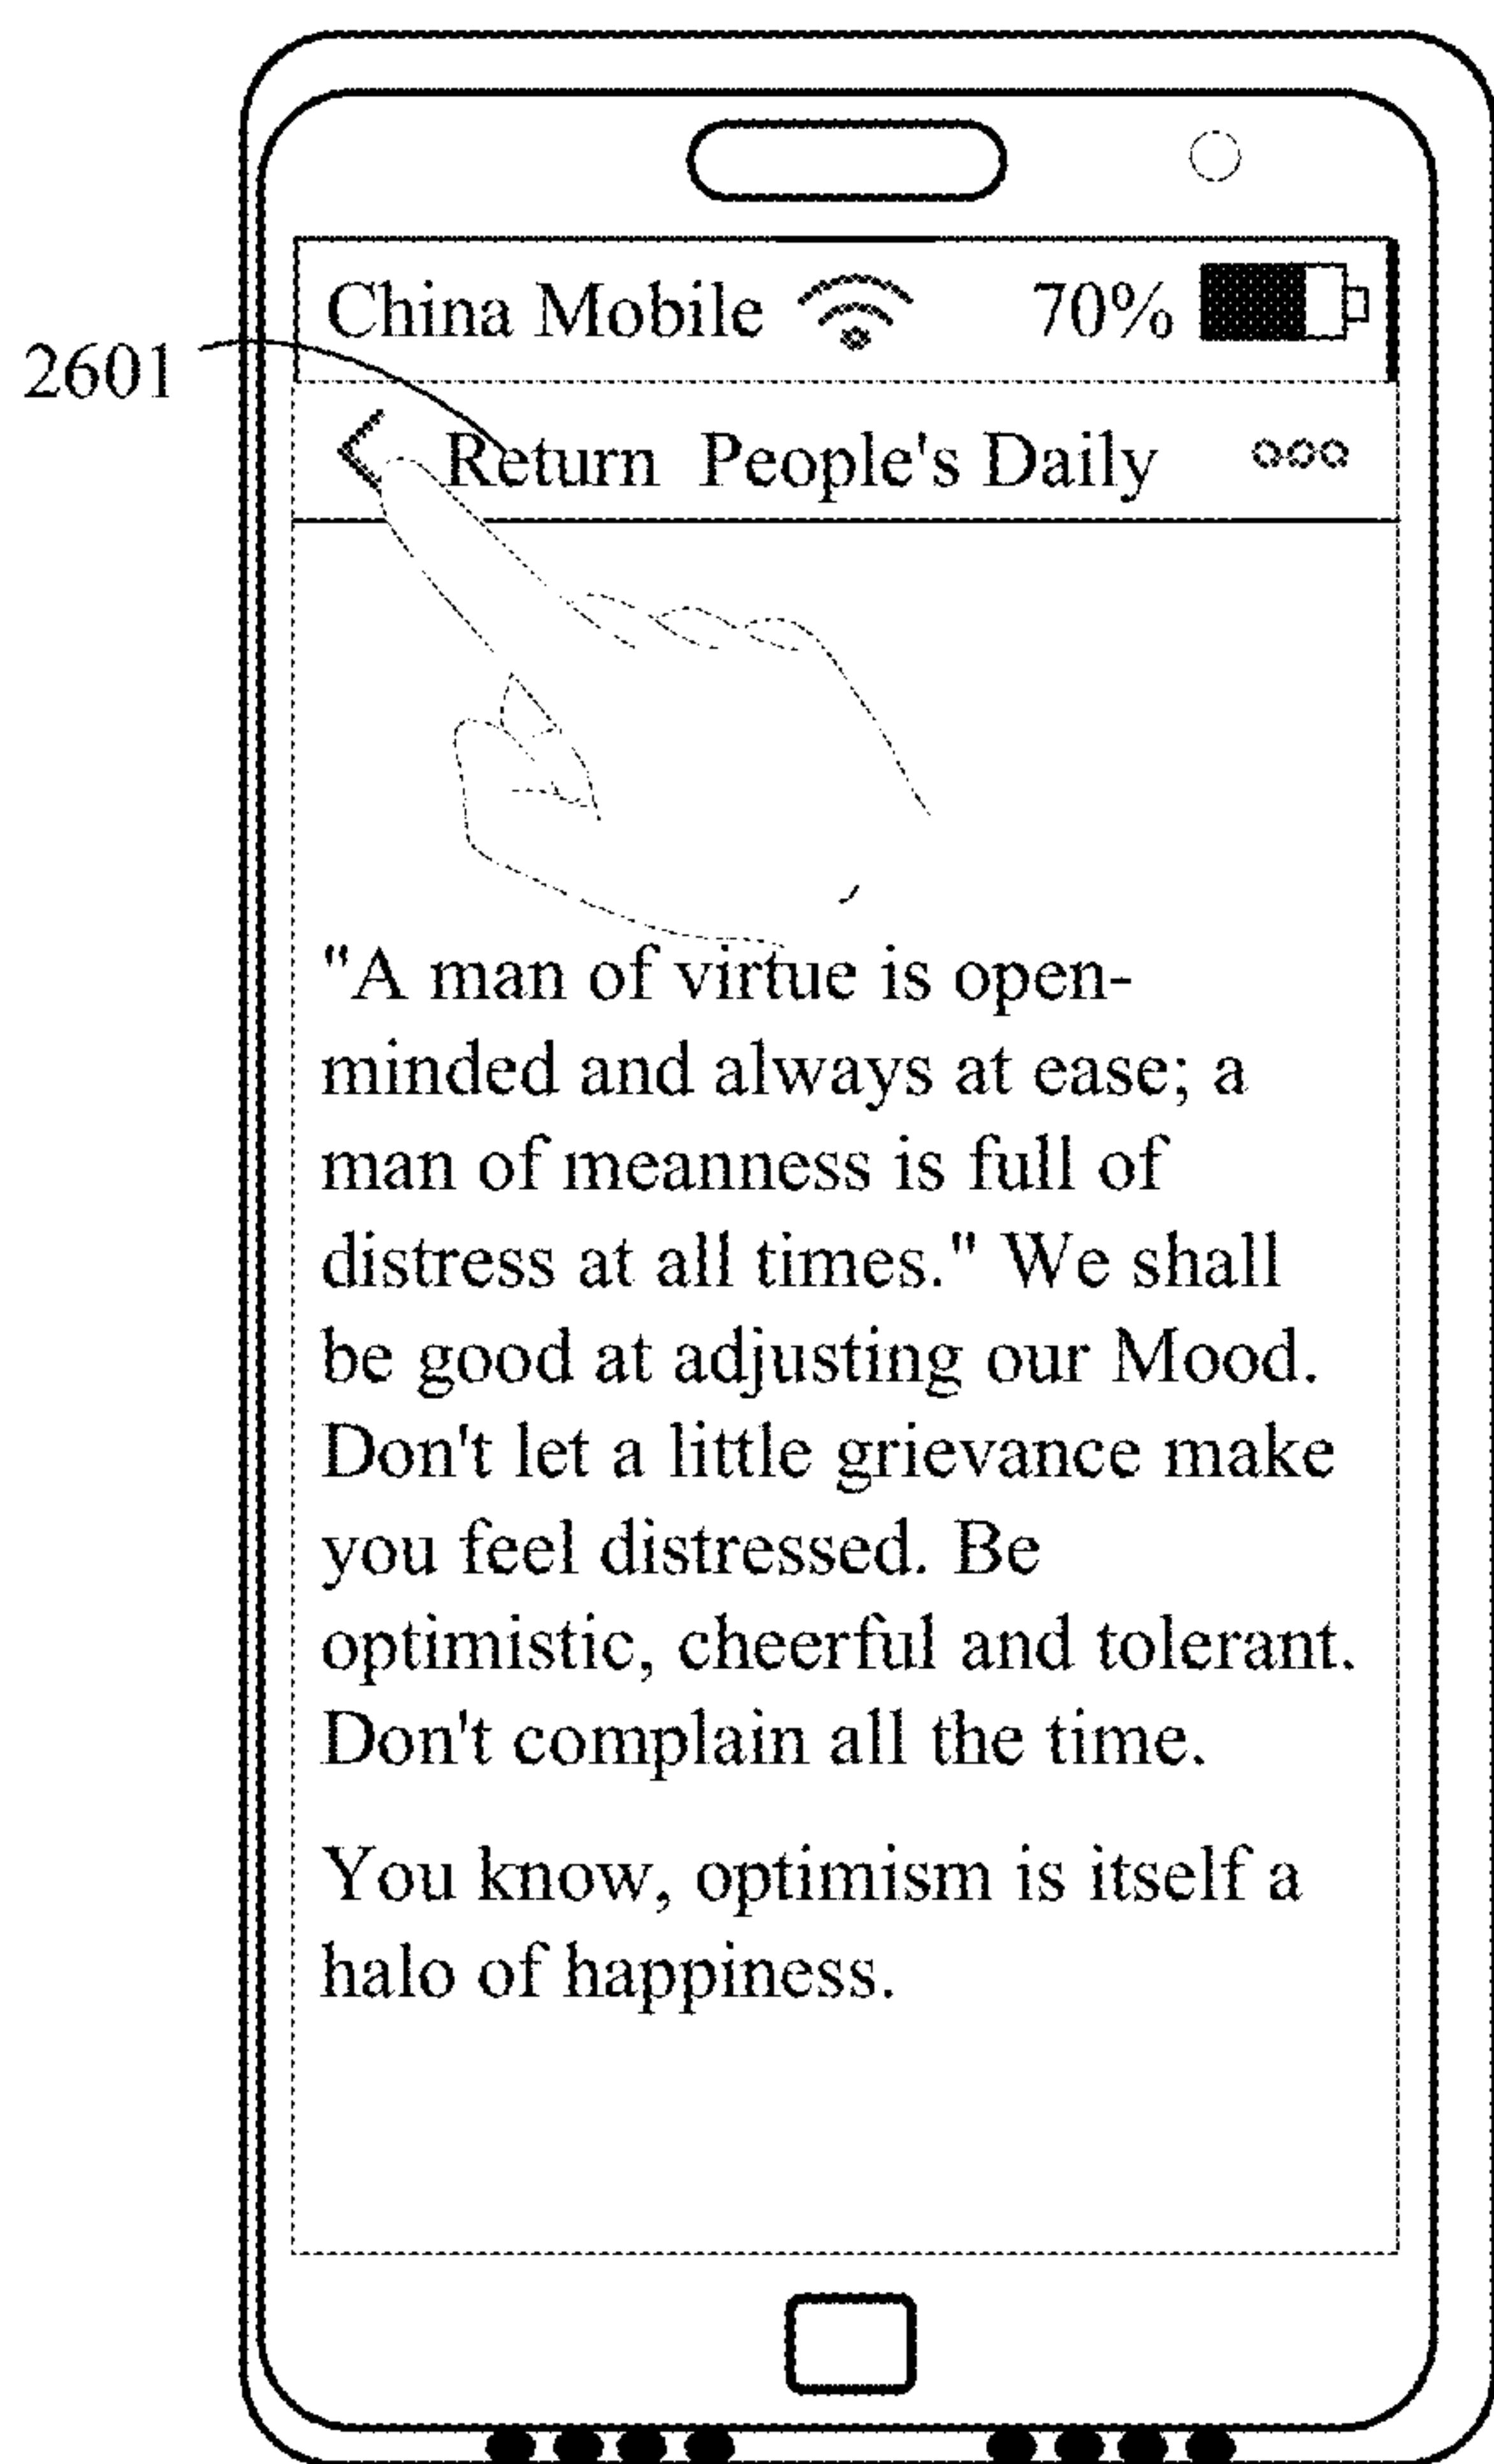 China Mobile 70%
2601
Return People's Daily
"A man of virtue is open-
minded and always at ease; a
man of meanness is full of
distress at all times." We shall
be good at adjusting our Mood.
Don't let a little grievance make
you feel distressed. Be
optimistic, cheerful and tolerant.
Don't complain all the time.
You know, optimism is itself a
halo of happiness.